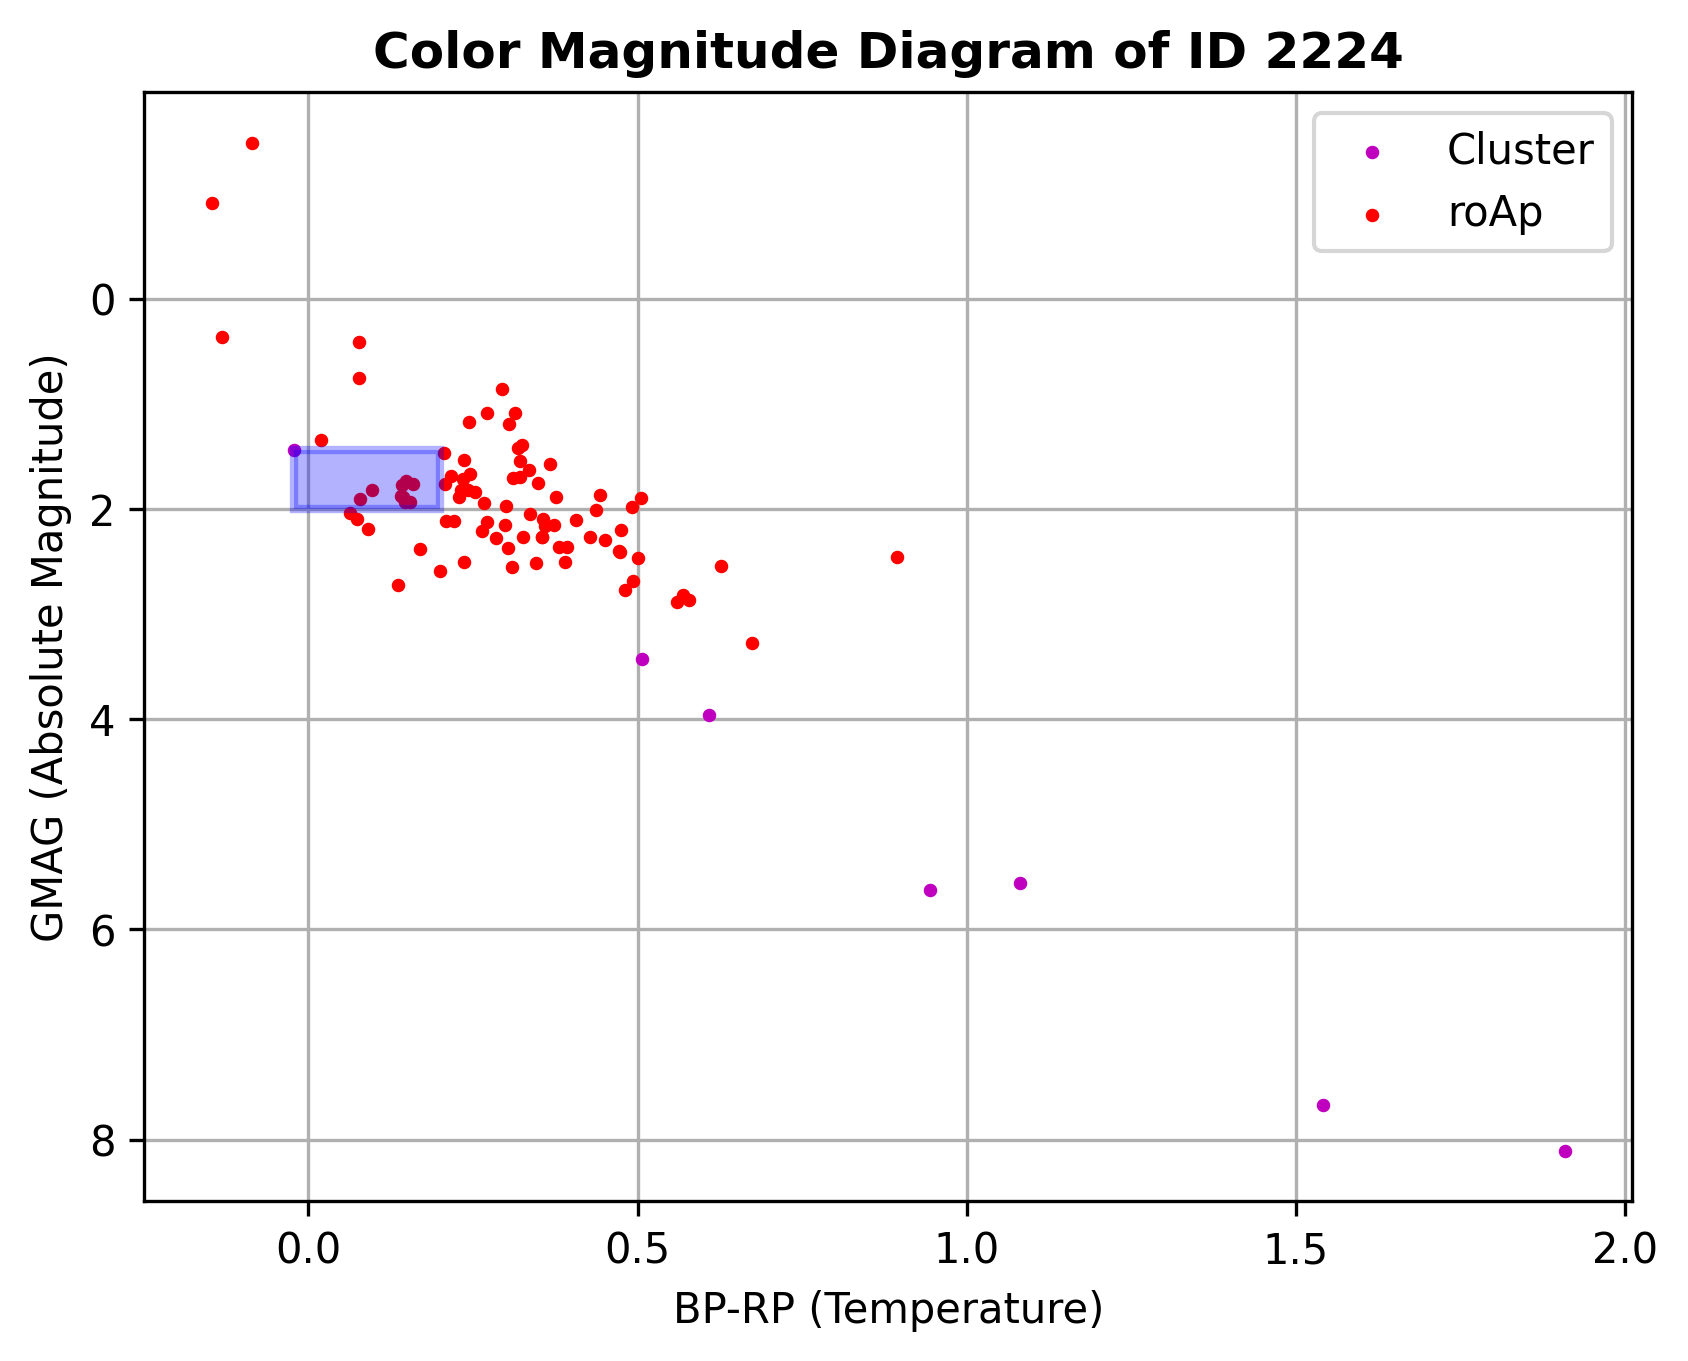 Color Magnitude Diagram of ID 2224
Cluster
roAp
GMAG (Absolute Magnitude)
0
2
4
6
8
0.0 0.5 1.0 1.5 2.0
BP-RP (Temperature)